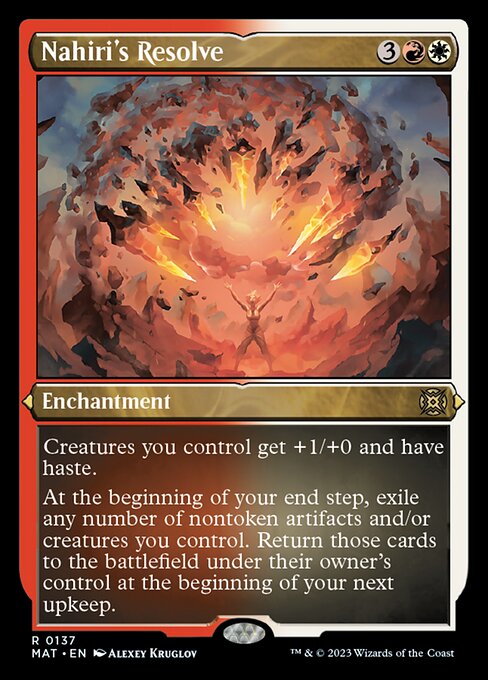 Nahiri's Resolve 3
Enchantment
Creatures you control get +1/+0 and have
haste.
At the beginning of your end step, exile
any number of nontoken artifacts and/or
creatures you control. Return those cards
to the battlefield under their owner's
control at the beginning of your next
upkeep.
R 0137
MAT • EN Alexey Kruglov
™ & © 2023 Wizards of the Coast